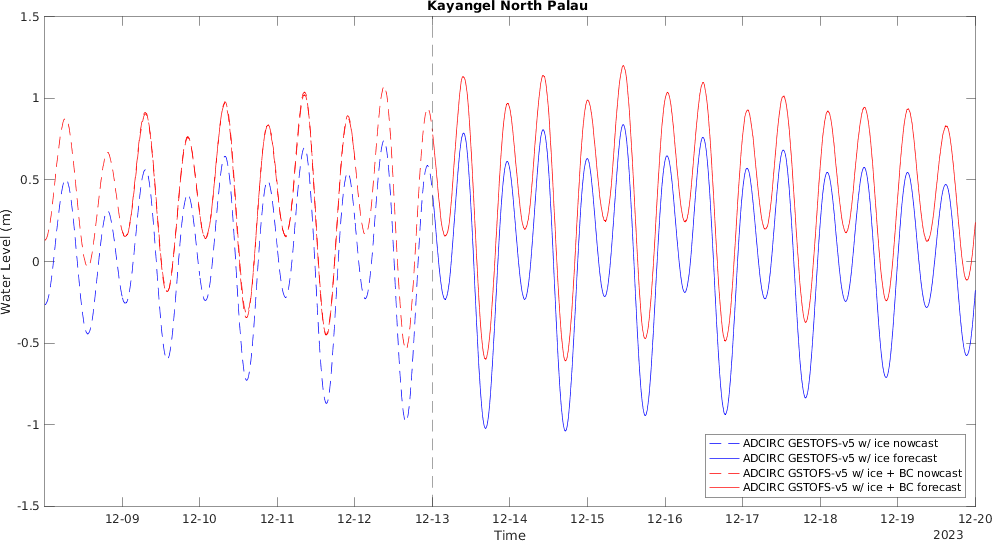 Kayangel North Palau
1.5
1
0.5
0
-0.5
-1
-1.5
Water Level (m)
12-09 12-10 12-11 12-12 12-13 12-14 12-15 12-16 12-17 12-18 12-19 12-20
Time
2023
ADCIRC GESTOFS-v5 w/ ice nowcast
ADCIRC GESTOFS-v5 w/ ice forecast
ADCIRC GSTOFS-v5 w/ ice + BC nowcast
ADCIRC GSTOFS-v5 w/ ice + BC forecast